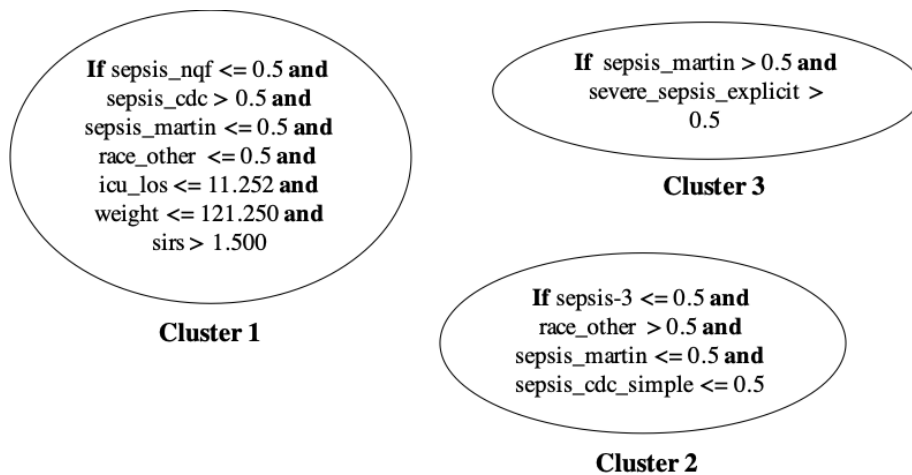 If sepsis_nqf <= 0.5 and
sepsis_cdc > 0.5 and
sepsis_martin <= 0.5 and
race_other <= 0.5 and
icu_los <= 11.252 and
weight <= 121.250 and
sirs > 1.500
Cluster 1
If sepsis_martin > 0.5 and
severe_sepsis_explicit >
0.5
Cluster 3
If sepsis-3 <= 0.5 and
race_other > 0.5 and
sepsis_martin <= 0.5 and
sepsis_cdc_simple <= 0.5
Cluster 2